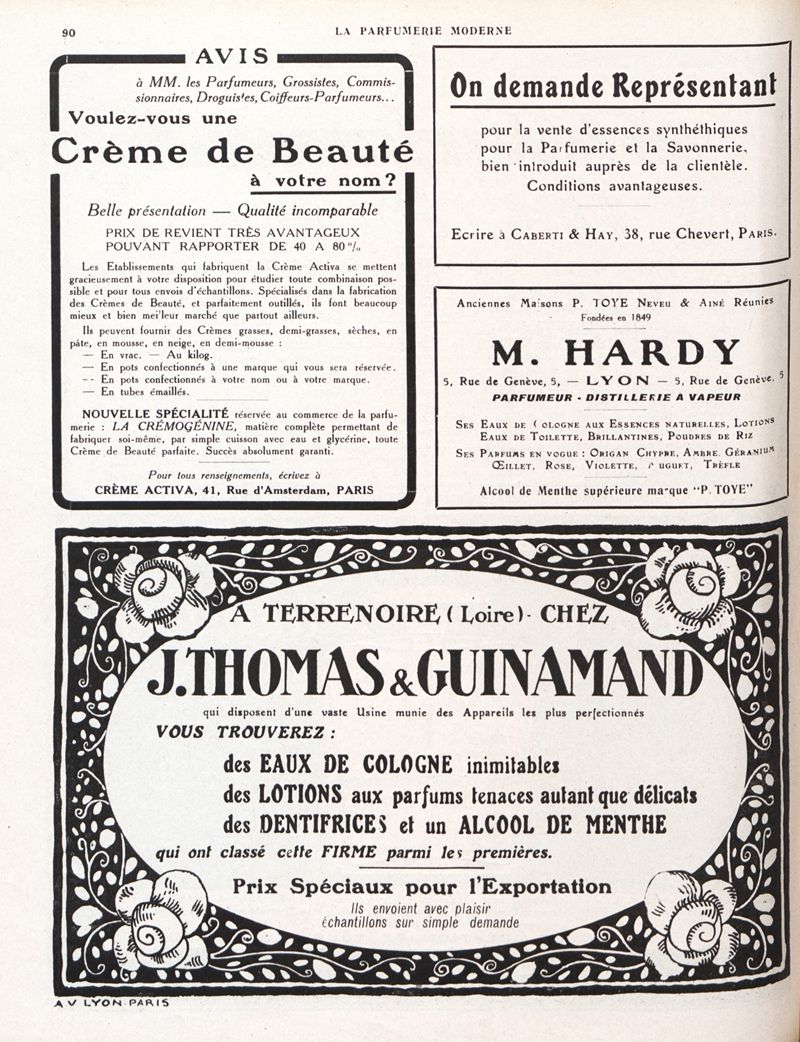 90
LA PARFUMERIE MODERNE
AVIS
à MM. les Parfumeurs, Grossistes, Commis-
sionnaires, Droguistes, Coiffeurs-Parfumeurs...
Voulez-vous une
Crème de Beauté
à votre nom?
Belle présentation — Qualité incomparable
PRIX DE REVIENT TRÈS AVANTAGEUX
POUVANT RAPPORTER DE 40 A 80 %
Les Etablissements qui fabriquent la Crème Activa se mettent
gracieusement à votre disposition pour étudier toute combinaison pos-
sible et pour tous envois d'échantillons. Spécialisés dans la fabrication
des Crèmes de Beauté, et parfaitement outillés, ils font beaucoup
mieux et bien meilleur marché que partout ailleurs.
Ils peuvent fournir des Crèmes grasses, demi-grasses, sèches, en
pâte, en mousse, en neige, en demi-mousse :
— En vrac. — Au kilog.
— En pots confectionnés à une marque qui vous sera réservée.
-- En pots confectionnés à votre nom ou à votre marque.
— En tubes émaillés.
NOUVELLE SPÉCIALITÉ réservée au commerce de la parfu-
merie : LA CRÉMOGÉNINE, matière complète permettant de
fabriquer soi-même, par simple cuisson avec eau et glycérine, toute
Crème de Beauté parfaite. Succès absolument garanti.
Pour tous renseignements, écrivez à
CRÈME ACTIVA, 41, Rue d'Amsterdam, PARIS
On demande Représentant
pour la vente d'essences synthéthiques
pour la Parfumerie et la Savonnerie,
bien introduit auprès de la clientèle.
Conditions avantageuses.
Ecrire à CABERTI & HAY, 38, rue Chevert, PARIS.
Anciennes Maisons P. TOYE NEVEU & AINÉ Réunies
Fondées en 1849
M. HARDY
5, Rue de Genève, 5, — LYON — 5, Rue de Genève, 5
PARFUMEUR - DISTILLERIE A VAPEUR
SES EAUX DE COLOGNE AUX ESSENCES NATURELLES, LOTIONS
EAUX DE TOILETTE, BRILLANTINES, POUDRES DE RIZ
SES PARFUMS EN VOGUE : ORIGAN CHYPRE, AMBRE, GÉRANIUM
ŒILLET, ROSE, VIOLETTE, MUGUET, TRÈFLE
Alcool de Menthe supérieure marque "P. TOYE"
A TERRENOIRE (Loire) - CHEZ
J. THOMAS & GUINAMAND
qui disposent d'une vaste Usine munie des Appareils les plus perfectionnés
VOUS TROUVEREZ :
des EAUX DE COLOGNE inimitables
des LOTIONS aux parfums tenaces autant que délicats
des DENTIFRICES et un ALCOOL DE MENTHE
qui ont classé cette FIRME parmi les premières.
Prix Spéciaux pour l'Exportation
Ils envoient avec plaisir
échantillons sur simple demande
A.V LYON PARIS